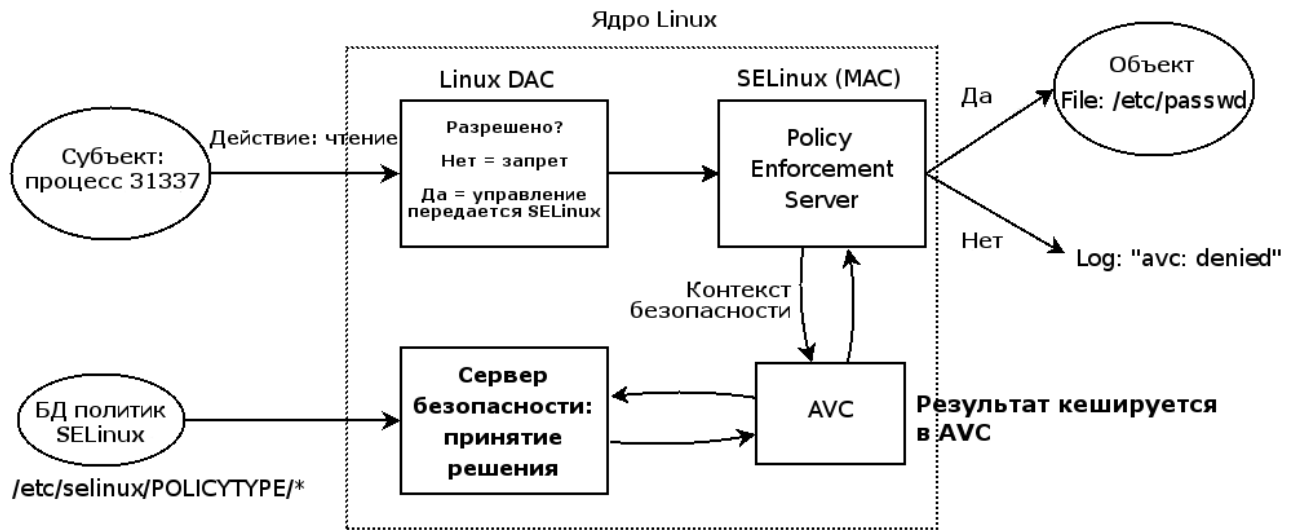 Ядро Linux
Linux DAC
SELinux (MAC)
Субъект:
процесс 31337
Действие: чтение
Разрешено?
Нет = запрет
Да = управление
передается SELinux
Policy
Enforcement
Server
Да
Объект
File: /etc/passwd
Нет
Log: "avc: denied"
Контекст
безопасности
БД политик
SELinux
/etc/selinux/POLICYTYPE/*
Сервер
безопасности:
принятие
решения
AVC
Результат кешируется
в AVC